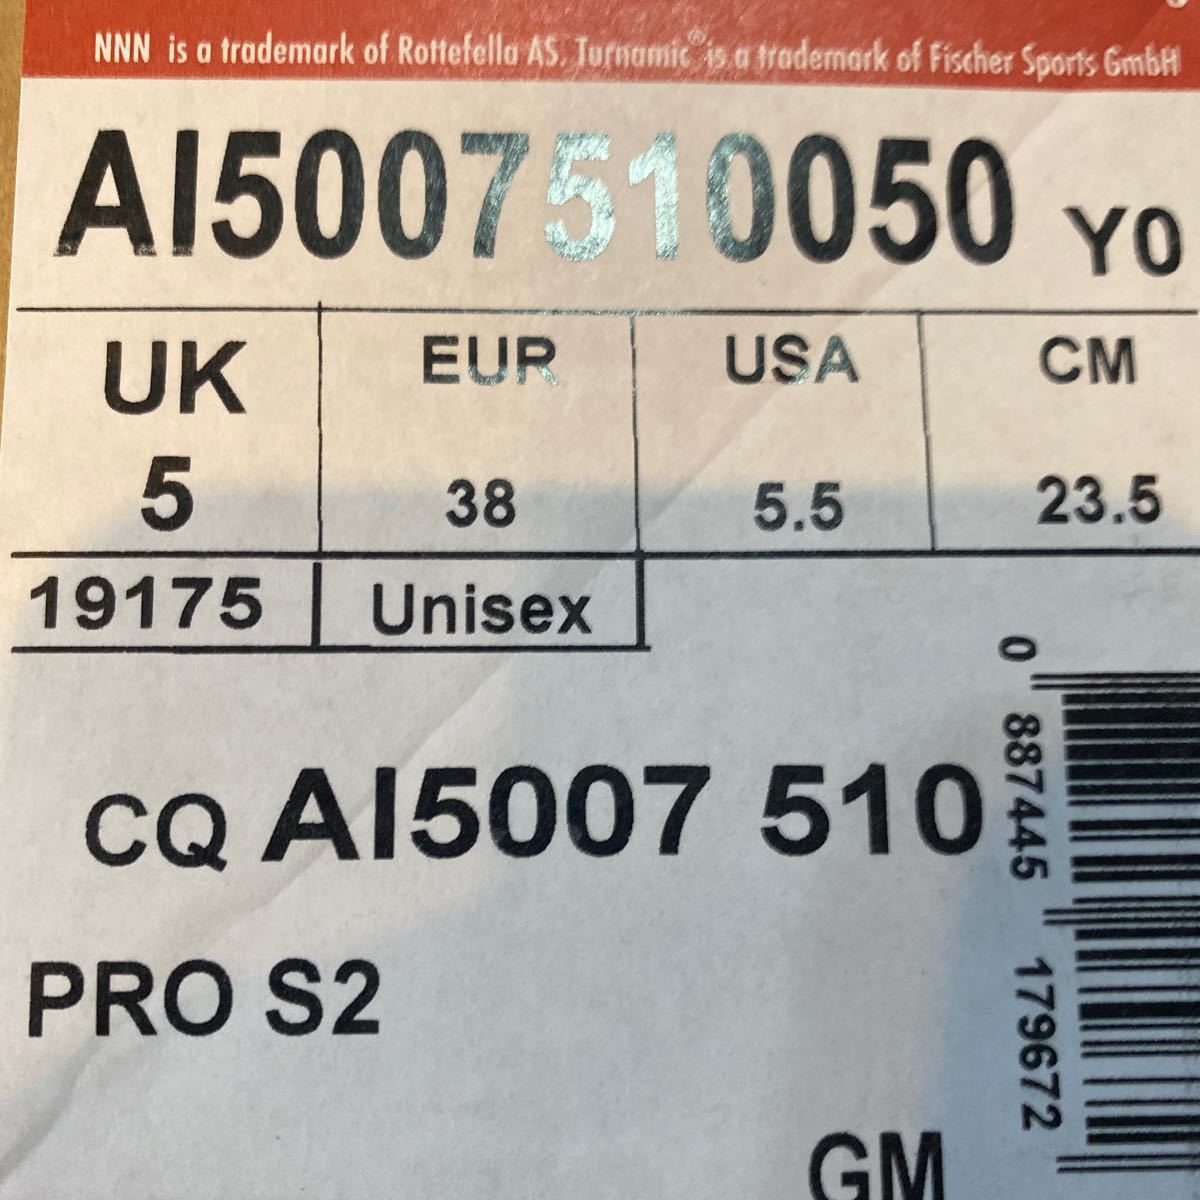 NNN is a trademark of Rottefella AS. Turnamic® is a trademark of Fischer Sports GmbH
AI5007510050 Y0
UK EUR USA CM
5 38 5.5 23.5
19175 Unisex
CQ AI5007 510
PRO S2
GM
0 887445 179672